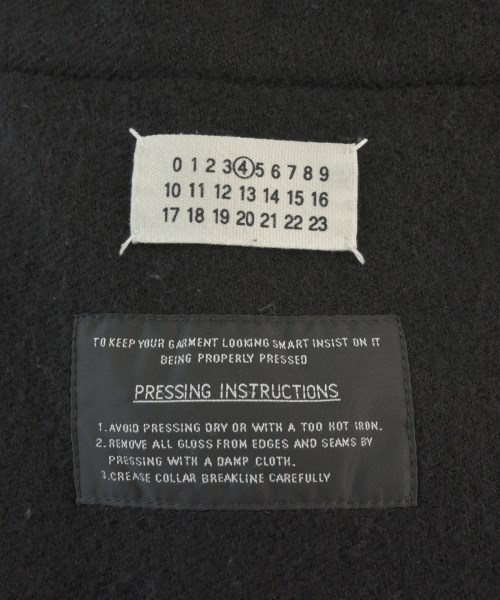 0 1 2 3 4 5 6 7 8 9
10 11 12 13 14 15 16
17 18 19 20 21 22 23
TO KEEP YOUR GARMENT LOOKING SMART INSIST ON IT
BEING PROPERLY PRESSED
PRESSING INSTRUCTIONS
1. AVOID PRESSING DRY OR WITH A TOO HOT IRON.
2. REMOVE ALL GLOSS FROM EDGES AND SEAMS BY
PRESSING WITH A DAMP CLOTH.
3. CREASE COLLAR BREAKLINE CAREFULLY